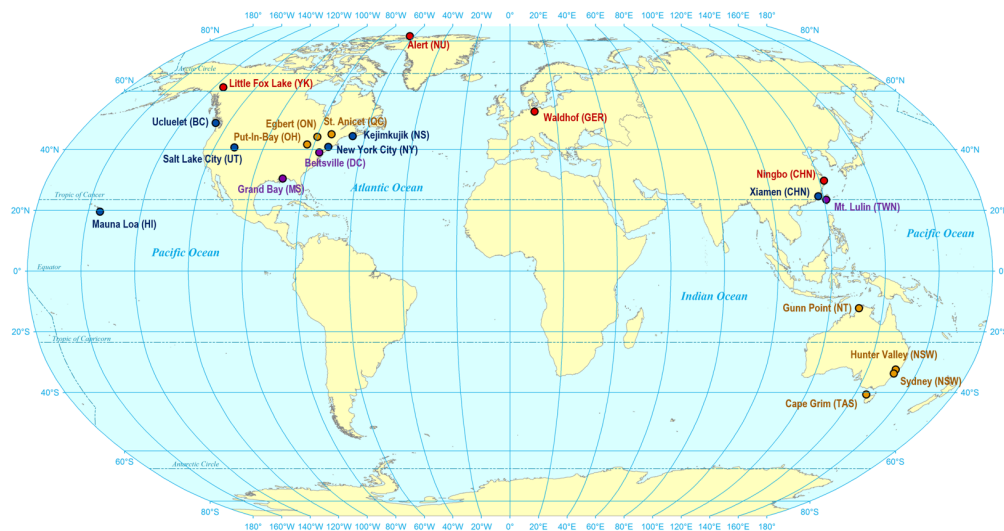 180° 160°W 140°W 120°W 100°W 80°W 60°W 40°W 20°W 0° 20°E 40°E 60°E 80°E 100°E 120°E 140°E 160°E 180°
80°N 80°N
Alert (NU)
Arctic Circle
60°N 60°N
Little Fox Lake (YK)
Ucluelet (BC) Egbert (ON) St. Anicet (QC) Waldhof (GER)
Put-In-Bay (OH) Kejimkujik (NS)
40°N New York City (NY) 40°N
Salt Lake City (UT) Beltsville (DC)
Ningbo (CHN)
Grand Bay (MS) Atlantic Ocean Xiamen (CHN)
Tropic of Cancer
20°N Mt. Lulin (TWN) 20°N
Mauna Loa (HI)
Pacific Ocean Pacific Ocean
Equator
0° 0
Indian Ocean
Gunn Point (NT)
20°S 20°
Tropic of Capricorn
Hunter Valley (NSW)
Sydney (NSW)
40°S 40°S
Cape Grim (TAS)
60°S 60°S
Antarctic Circle
80°S 80°S
180° 160°W 140°W 120°W 100°W 80°W 60°W 40°W 20°W 0° 20°E 40°E 60°E 80°E 100°E 120°E 140°E 160°E 180°